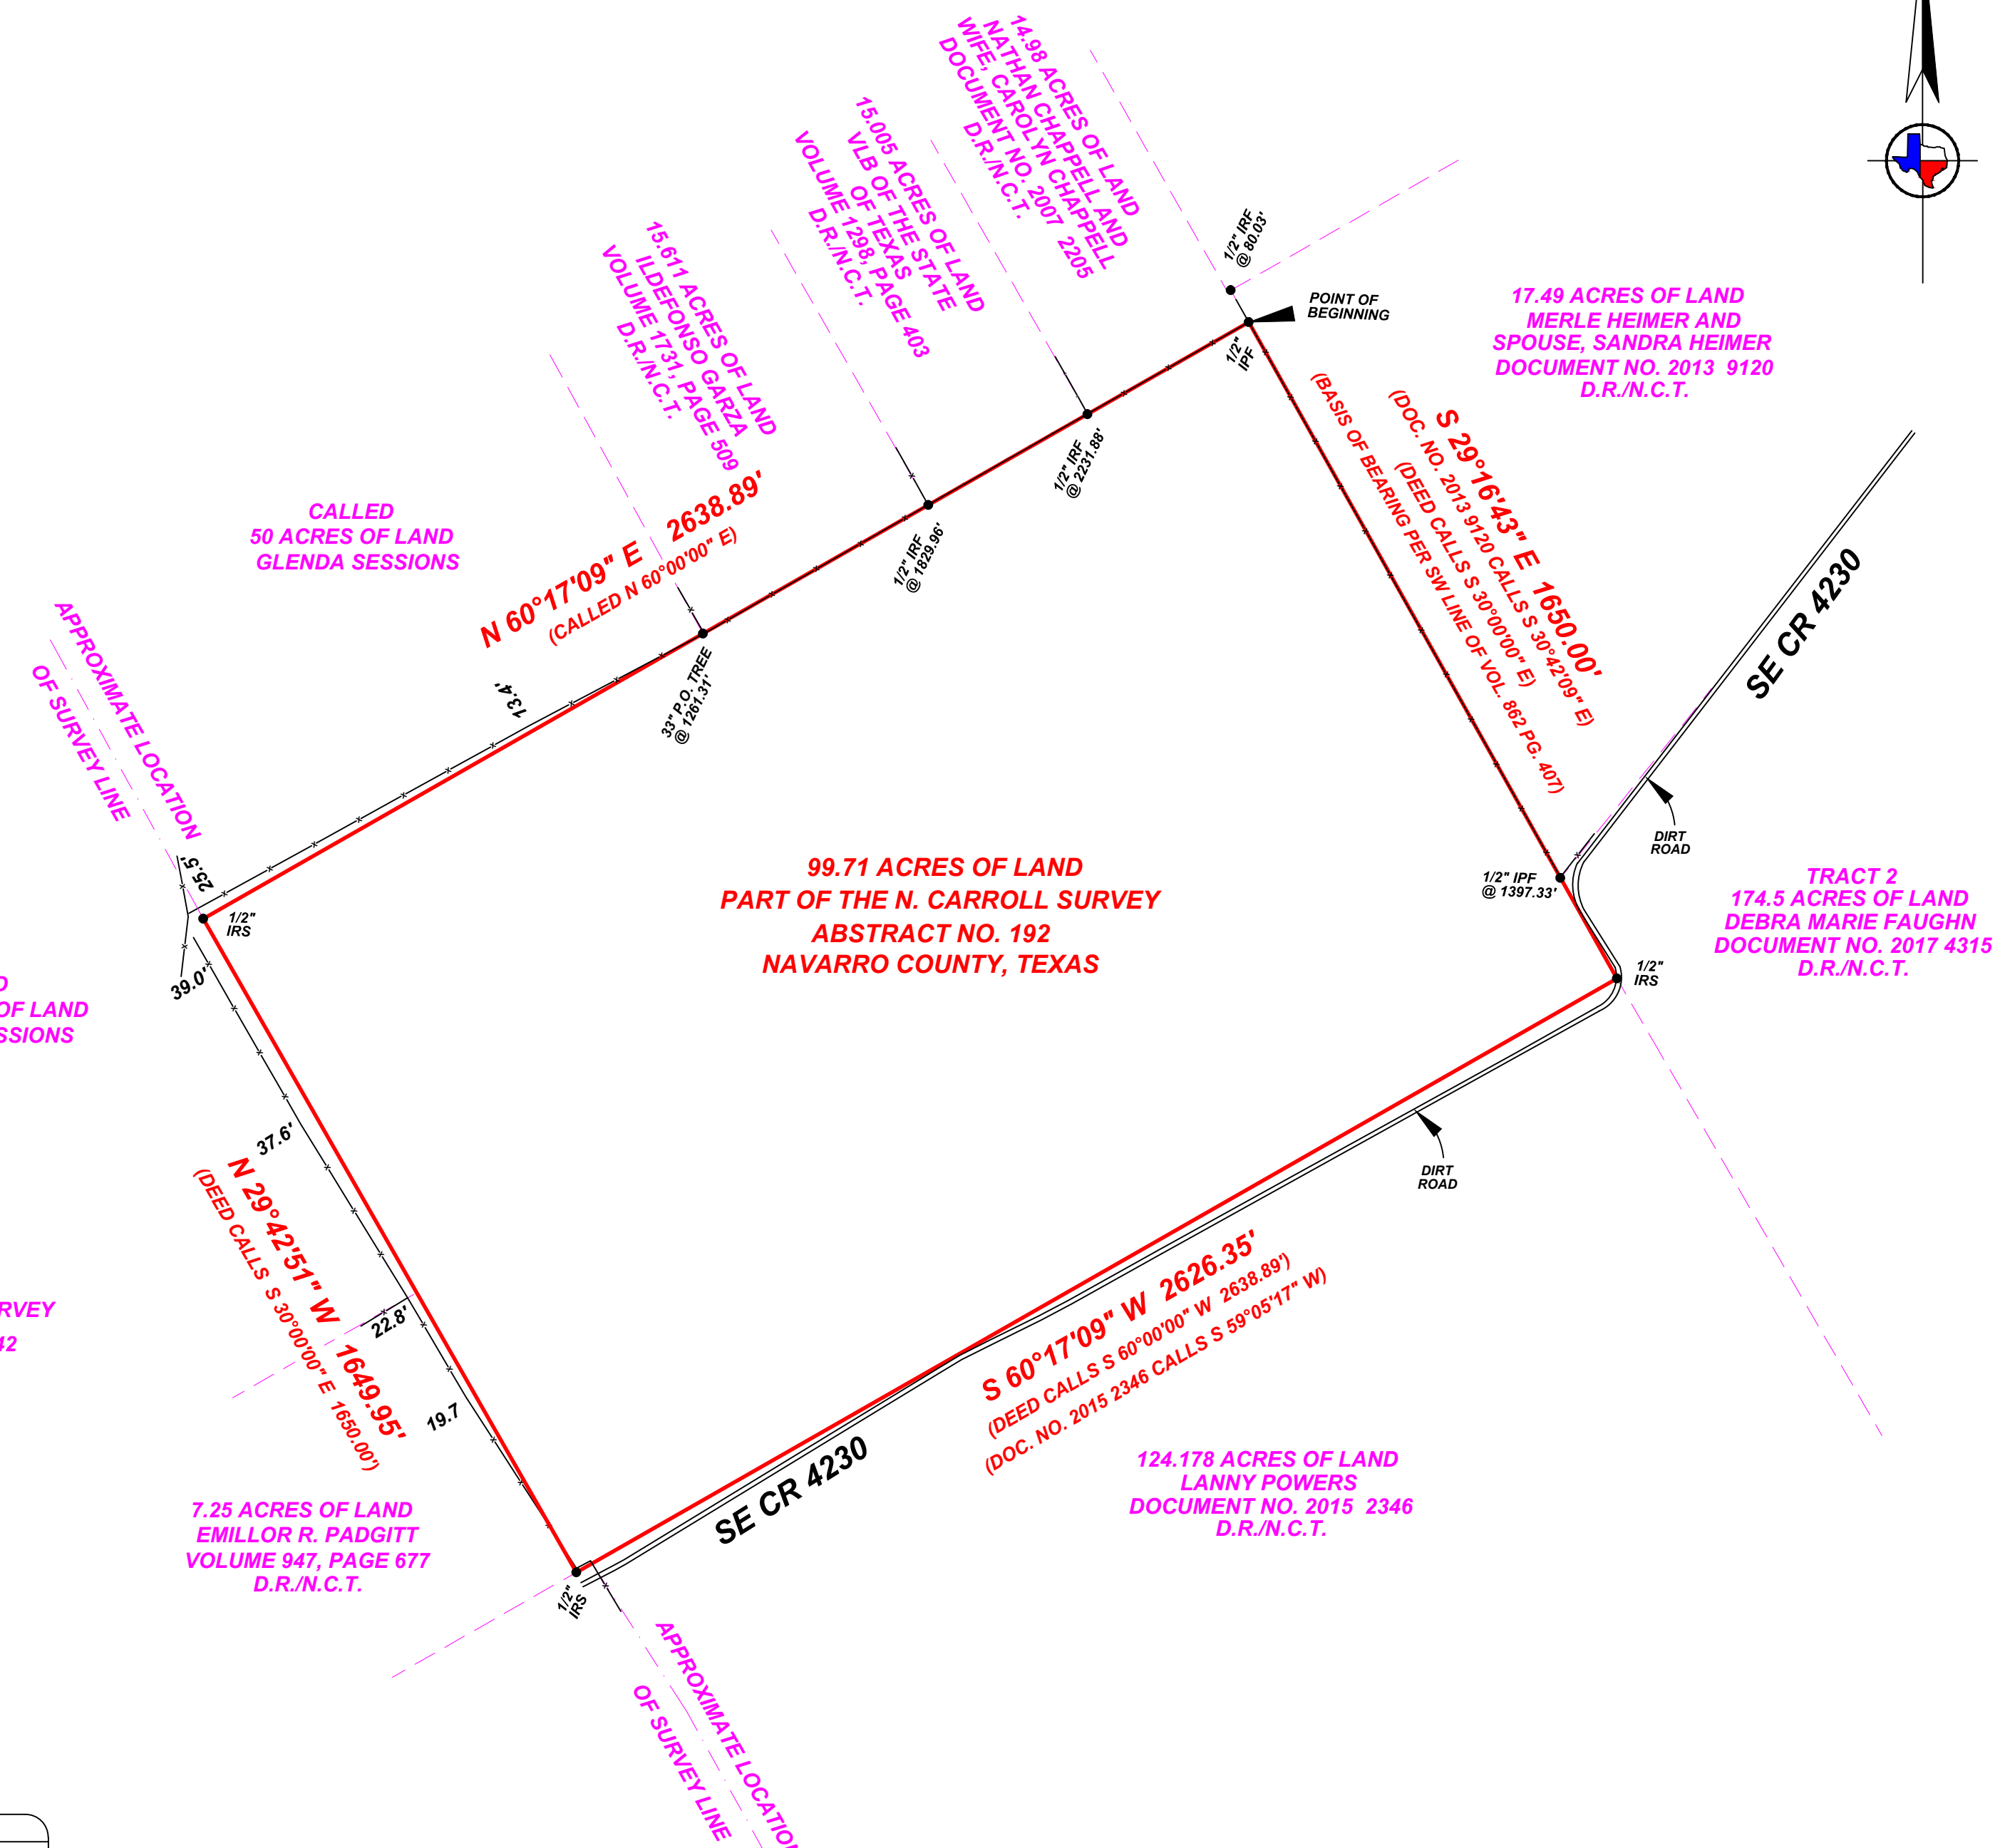 14.98 ACRES OF LAND
NATHAN CHAPPELL AND
WIFE, CAROLYN CHAPPELL
DOCUMENT NO. 2007 2205
D.R./N.C.T.
15.005 ACRES OF LAND
VLB OF THE STATE
OF TEXAS
VOLUME 1298, PAGE 403
D.R./N.C.T.
15.611 ACRES OF LAND
ILDEFONSO GARZA
VOLUME 1731, PAGE 509
D.R./N.C.T.
1/2" IRF
@ 80.03'
POINT OF
BEGINNING
1/2"
IPF
17.49 ACRES OF LAND
MERLE HEIMER AND
SPOUSE, SANDRA HEIMER
DOCUMENT NO. 2013 9120
D.R./N.C.T.
1/2" IRF
@ 2231.88'
1/2" IRF
@ 1829.96'
33" P.O. TREE
@ 1261.31'
CALLED
50 ACRES OF LAND
GLENDA SESSIONS
N 60°17'09" E 2638.89'
(CALLED N 60°00'00" E)
S 29°16'43" E 1650.00'
(DOC. NO. 2013 9120 CALLS S 30°42'09" E)
(DEED CALLS S 30°00'00" E)
(BASIS OF BEARING PER SW LINE OF VOL. 862 PG. 407)
SE CR 4230
DIRT
ROAD
APPROXIMATE LOCATION
OF SURVEY LINE
13.4'
25.5'
1/2"
IRS
39.0'
99.71 ACRES OF LAND
PART OF THE N. CARROLL SURVEY
ABSTRACT NO. 192
NAVARRO COUNTY, TEXAS
1/2" IPF
@ 1397.33'
TRACT 2
174.5 ACRES OF LAND
DEBRA MARIE FAUGHN
DOCUMENT NO. 2017 4315
D.R./N.C.T.
1/2"
IRS
D
OF LAND
SSIONS
37.6'
DIRT
ROAD
N 29°42'51" W 1649.95'
(DEED CALLS S 30°00'00" E 1650.00')
RVEY
42
22.8'
19.7
S 60°17'09" W 2626.35'
(DEED CALLS S 60°00'00" W 2638.89')
(DOC. NO. 2015 2346 CALLS S 59°05'17" W)
SE CR 4230
124.178 ACRES OF LAND
LANNY POWERS
DOCUMENT NO. 2015 2346
D.R./N.C.T.
7.25 ACRES OF LAND
EMILLOR R. PADGITT
VOLUME 947, PAGE 677
D.R./N.C.T.
1/2"
IRS
APPROXIMATE LOCATION
OF SURVEY LINE